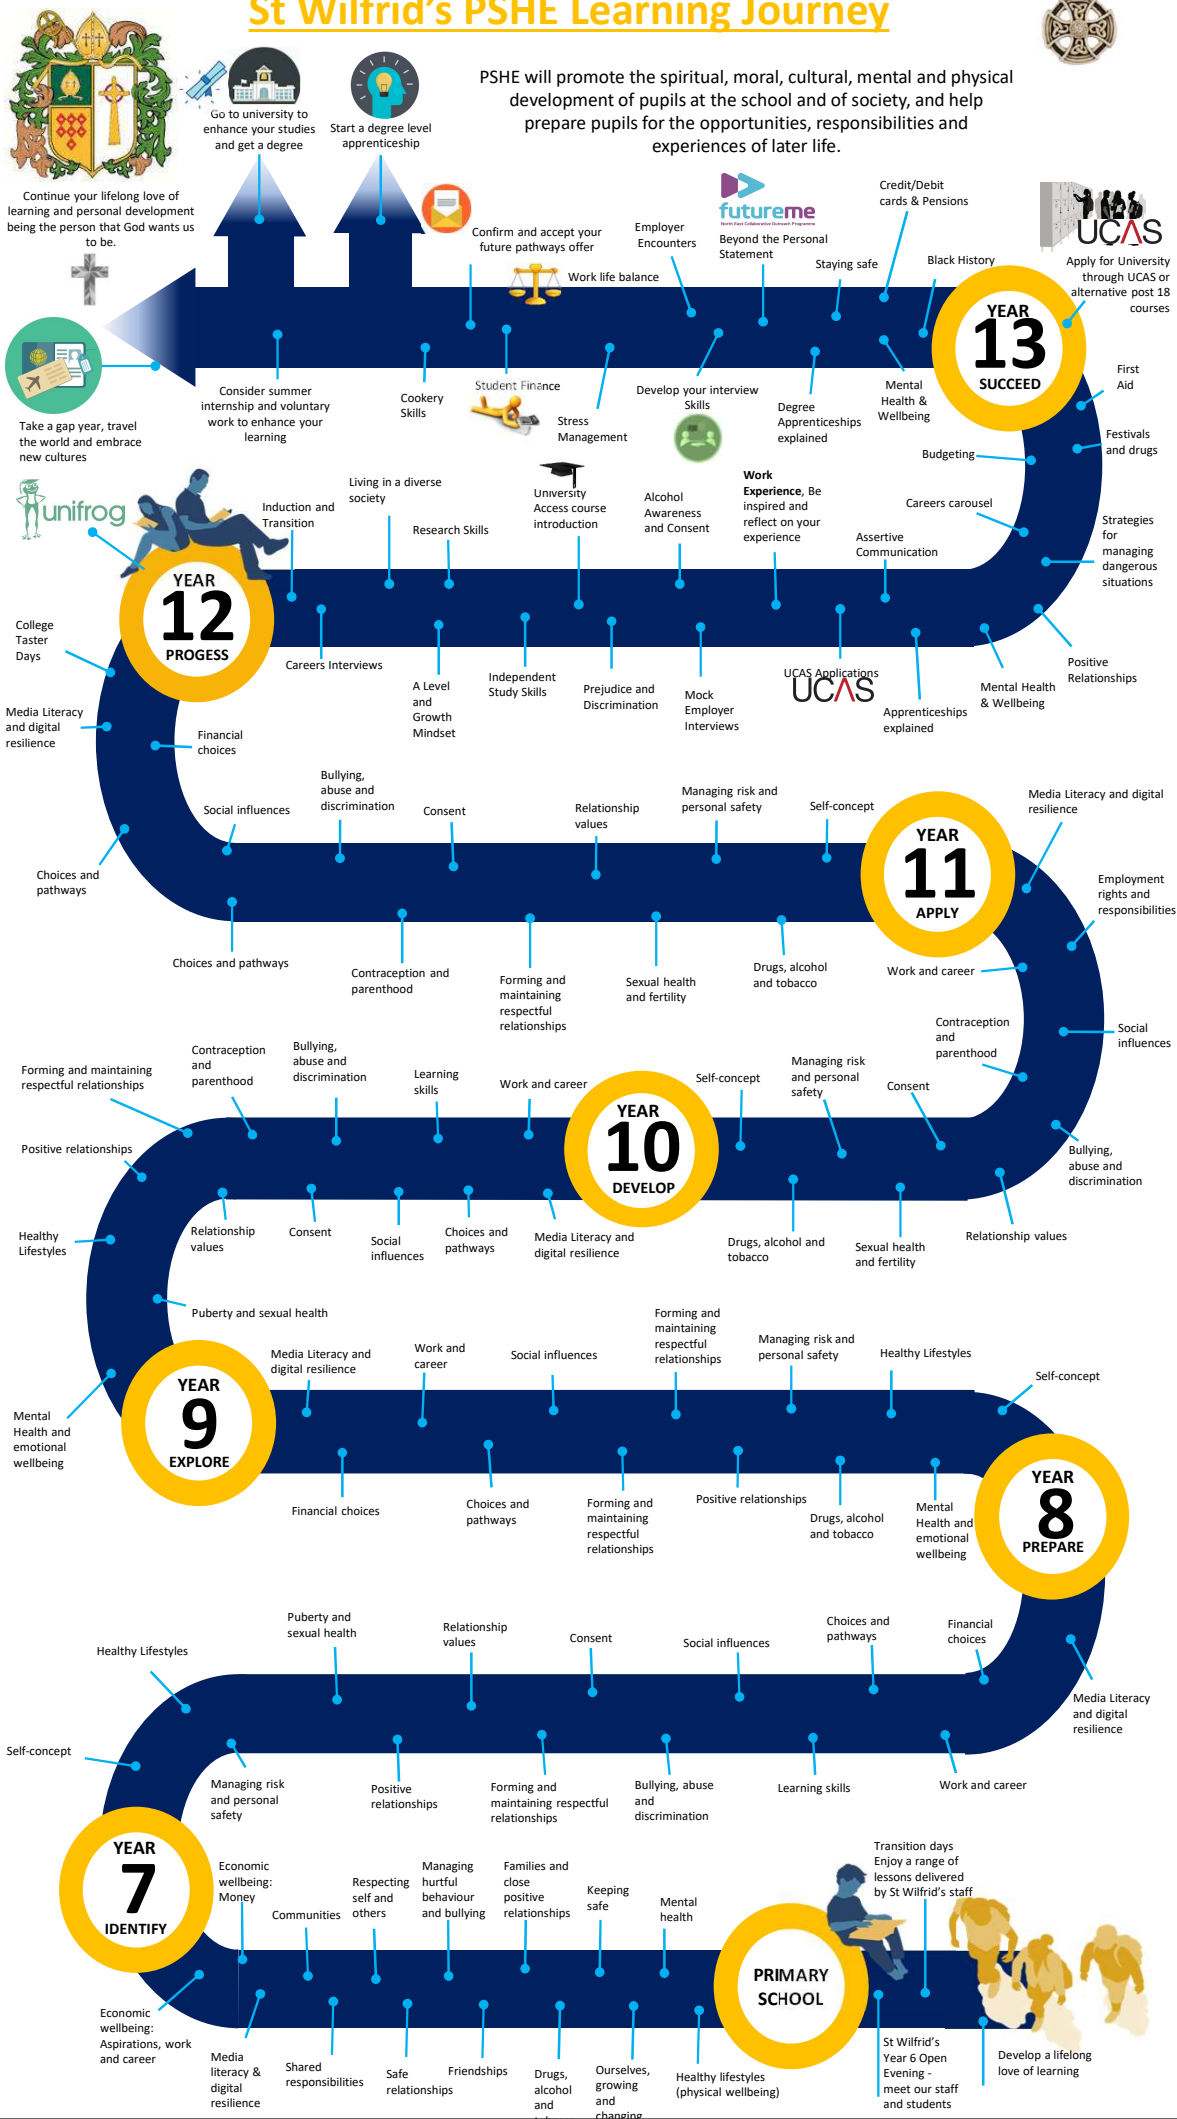 St Wilfrid's PSHE Learning Journey
PSHE will promote the spiritual, moral, cultural, mental and physical
development of pupils at the school and of society, and help
prepare pupils for the opportunities, responsibilities and
experiences of later life.
Go to university to
enhance your studies
and get a degree
Start a degree level
apprenticeship
Continue your lifelong love of
learning and personal development
being the person that God wants us
to be.
Confirm and accept your
future pathways offer
Work life balance
Employer
Encounters
futureme
North East Collaborative Outreach Programme
Beyond the Personal
Statement
Staying safe
Credit/Debit
cards & Pensions
Black History
UCAS
Apply for University
through UCAS or
alternative post 18
courses
YEAR
13
SUCCEED
Take a gap year, travel
the world and embrace
new cultures
Consider summer
internship and voluntary
work to enhance your
learning
Cookery
Skills
Student Finance
Stress
Management
Develop your interview
Skills
Degree
Apprenticeships
explained
Mental
Health &
Wellbeing
First
Aid
Festivals
and drugs
Budgeting
Careers carousel
Strategies
for
managing
dangerous
situations
Positive
Relationships
unifrog
Induction and
Transition
Living in a diverse
society
Research Skills
University
Access course
introduction
Alcohol
Awareness
and Consent
Work
Experience, Be
inspired and
reflect on your
experience
Assertive
Communication
YEAR
12
PROGESS
Careers Interviews
A Level
and
Growth
Mindset
Independent
Study Skills
Prejudice and
Discrimination
Mock
Employer
Interviews
UCAS Applications
UCAS
Apprenticeships
explained
Mental Health
& Wellbeing
College
Taster
Days
Media Literacy
and digital
resilience
Financial
choices
Choices and
pathways
Social influences
Bullying,
abuse and
discrimination
Consent
Relationship
values
Managing risk and
personal safety
Self-concept
YEAR
11
APPLY
Media Literacy and digital
resilience
Employment
rights and
responsibilities
Choices and pathways
Contraception and
parenthood
Forming and
maintaining
respectful
relationships
Sexual health
and fertility
Drugs, alcohol
and tobacco
Work and career
Social
influences
Contraception
and
parenthood
Bullying,
abuse and
discrimination
Forming and maintaining
respectful relationships
Contraception
and
parenthood
Bullying,
abuse and
discrimination
Learning
skills
Work and career
YEAR
10
DEVELOP
Self-concept
Managing risk
and personal
safety
Consent
Positive relationships
Healthy
Lifestyles
Relationship
values
Consent
Social
influences
Choices and
pathways
Media Literacy and
digital resilience
Drugs, alcohol and
tobacco
Sexual health
and fertility
Relationship values
Puberty and sexual health
Mental
Health and
emotional
wellbeing
YEAR
9
EXPLORE
Media Literacy and
digital resilience
Work and
career
Social influences
Forming and
maintaining
respectful
relationships
Managing risk and
personal safety
Healthy Lifestyles
Self-concept
Financial choices
Choices and
pathways
Forming and
maintaining
respectful
relationships
Positive relationships
Drugs, alcohol
and tobacco
Mental
Health and
emotional
wellbeing
YEAR
8
PREPARE
Healthy Lifestyles
Puberty and
sexual health
Relationship
values
Consent
Social influences
Choices and
pathways
Financial
choices
Media Literacy
and digital
resilience
Self-concept
Managing risk
and personal
safety
Positive
relationships
Forming and
maintaining respectful
relationships
Bullying, abuse
and
discrimination
Learning skills
Work and career
YEAR
7
IDENTIFY
Economic
wellbeing:
Money
Communities
Respecting
self and
others
Managing
hurtful
behaviour
and bullying
Families and
close
positive
relationships
Keeping
safe
Mental
health
PRIMARY
SCHOOL
Transition days
Enjoy a range of
lessons delivered
by St Wilfrid's staff
Economic
wellbeing:
Aspirations, work
and career
Media
literacy &
digital
resilience
Shared
responsibilities
Safe
relationships
Friendships
Drugs,
alcohol
and
Ourselves,
growing
and
changing
Healthy lifestyles
(physical wellbeing)
St Wilfrid's
Year 6 Open
Evening -
meet our staff
and students
Develop a lifelong
love of learning